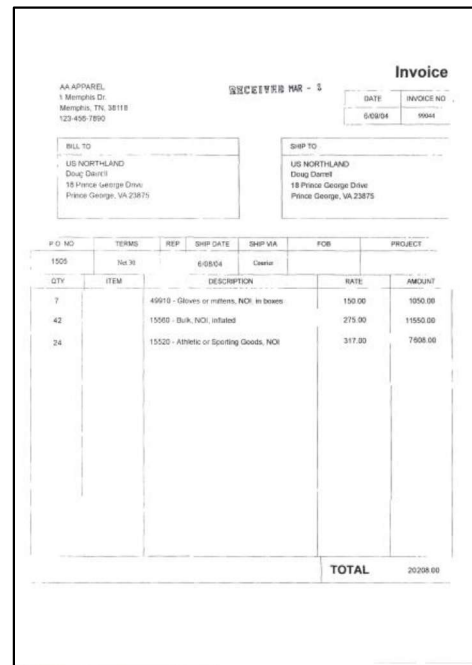 Invoice
AA APPAREL
1 Memphis Dr.
Memphis, TN, 38118
123-456-7890
RECEIVED MAR - 3
DATE INVOICE NO
6/09/04 99044
BILL TO
US NORTHLAND
Doug Darrell
18 Prince George Drive
Prince George, VA 23875
SHIP TO
US NORTHLAND
Doug Darrell
18 Prince George Drive
Prince George, VA 23875
P.O. NO TERMS REP SHIP DATE SHIP VIA FOB PROJECT
1505 Net 30 6/08/04 Courier
QTY ITEM DESCRIPTION RATE AMOUNT
7 49910 - Gloves or mittens, NOI, in boxes 150.00 1050.00
42 15560 - Bulk, NOI, inflated 275.00 11550.00
24 15520 - Athletic or Sporting Goods, NOI 317.00 7608.00
TOTAL 20208.00